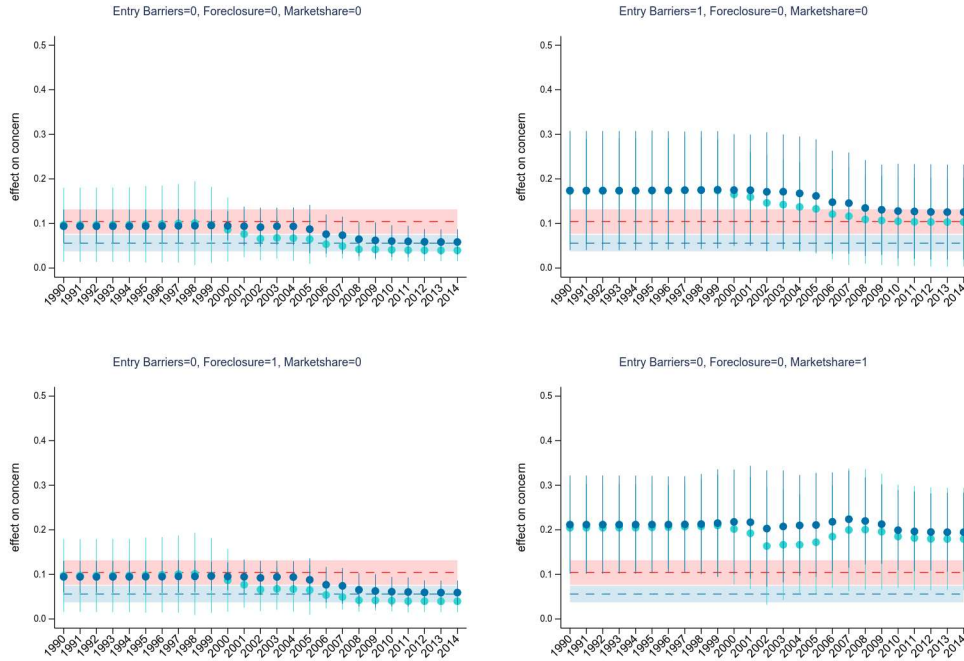 Entry Barriers=0, Foreclosure=0, Marketshare=0
effect on concern
0.5
0.4
0.3
0.2
0.1
0.0
1990 1991 1992 1993 1994 1995 1996 1997 1998 1999 2000 2001 2002 2003 2004 2005 2006 2007 2008 2009 2010 2011 2012 2013 2014
Entry Barriers=1, Foreclosure=0, Marketshare=0
effect on concern
0.5
0.4
0.3
0.2
0.1
0.0
1990 1991 1992 1993 1994 1995 1996 1997 1998 1999 2000 2001 2002 2003 2004 2005 2006 2007 2008 2009 2010 2011 2012 2013 2014
Entry Barriers=0, Foreclosure=1, Marketshare=0
effect on concern
0.5
0.4
0.3
0.2
0.1
0.0
1990 1991 1992 1993 1994 1995 1996 1997 1998 1999 2000 2001 2002 2003 2004 2005 2006 2007 2008 2009 2010 2011 2012 2013 2014
Entry Barriers=0, Foreclosure=0, Marketshare=1
effect on concern
0.5
0.4
0.3
0.2
0.1
0.0
1990 1991 1992 1993 1994 1995 1996 1997 1998 1999 2000 2001 2002 2003 2004 2005 2006 2007 2008 2009 2010 2011 2012 2013 2014